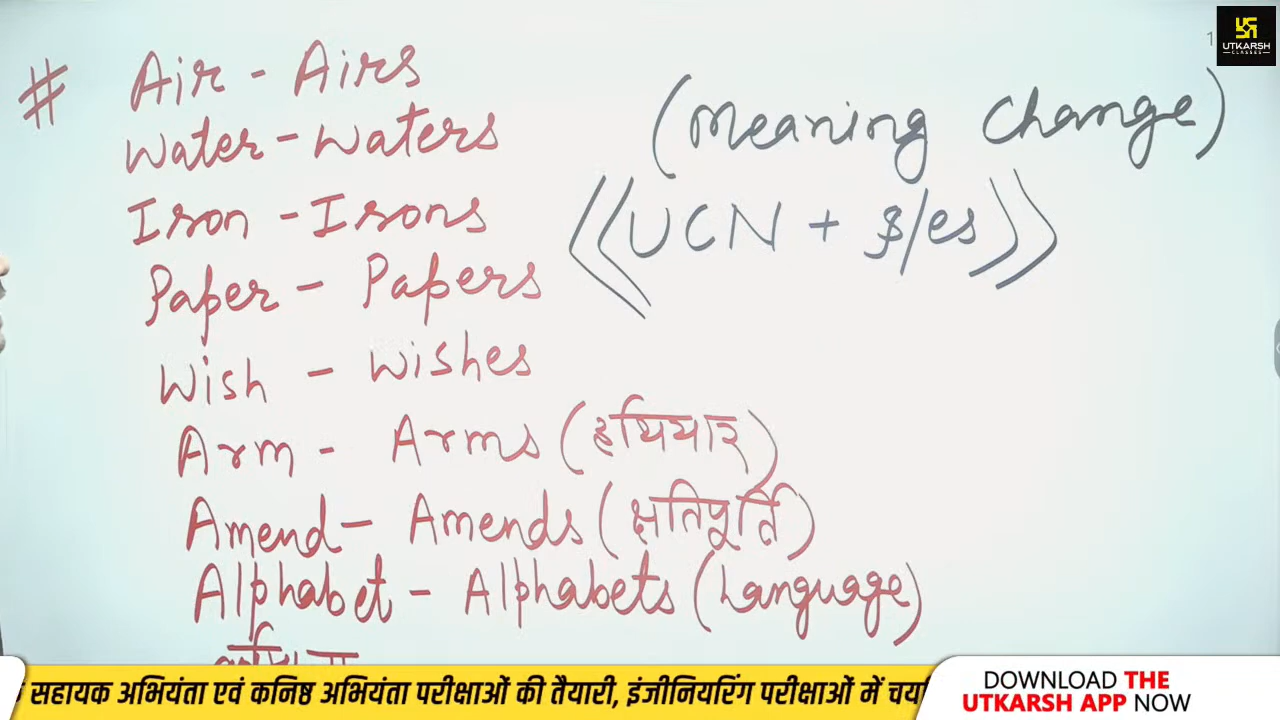 UTKARSH
CLASSES
# Air - Airs
(Meaning change)
Water - Waters
Iron - Irons
<<UCN + s/es>>
Paper - Papers
Wish - Wishes
Arm - Arms (हथियार)
Amend - Amends (क्षतिपूर्ति)
Alphabet - Alphabets (Language)
सहायक अभियंता एवं कनिष्ठ अभियंता परीक्षाओं की तैयारी, इंजीनियरिंग परीक्षाओं में
DOWNLOAD THE
UTKARSH APP NOW